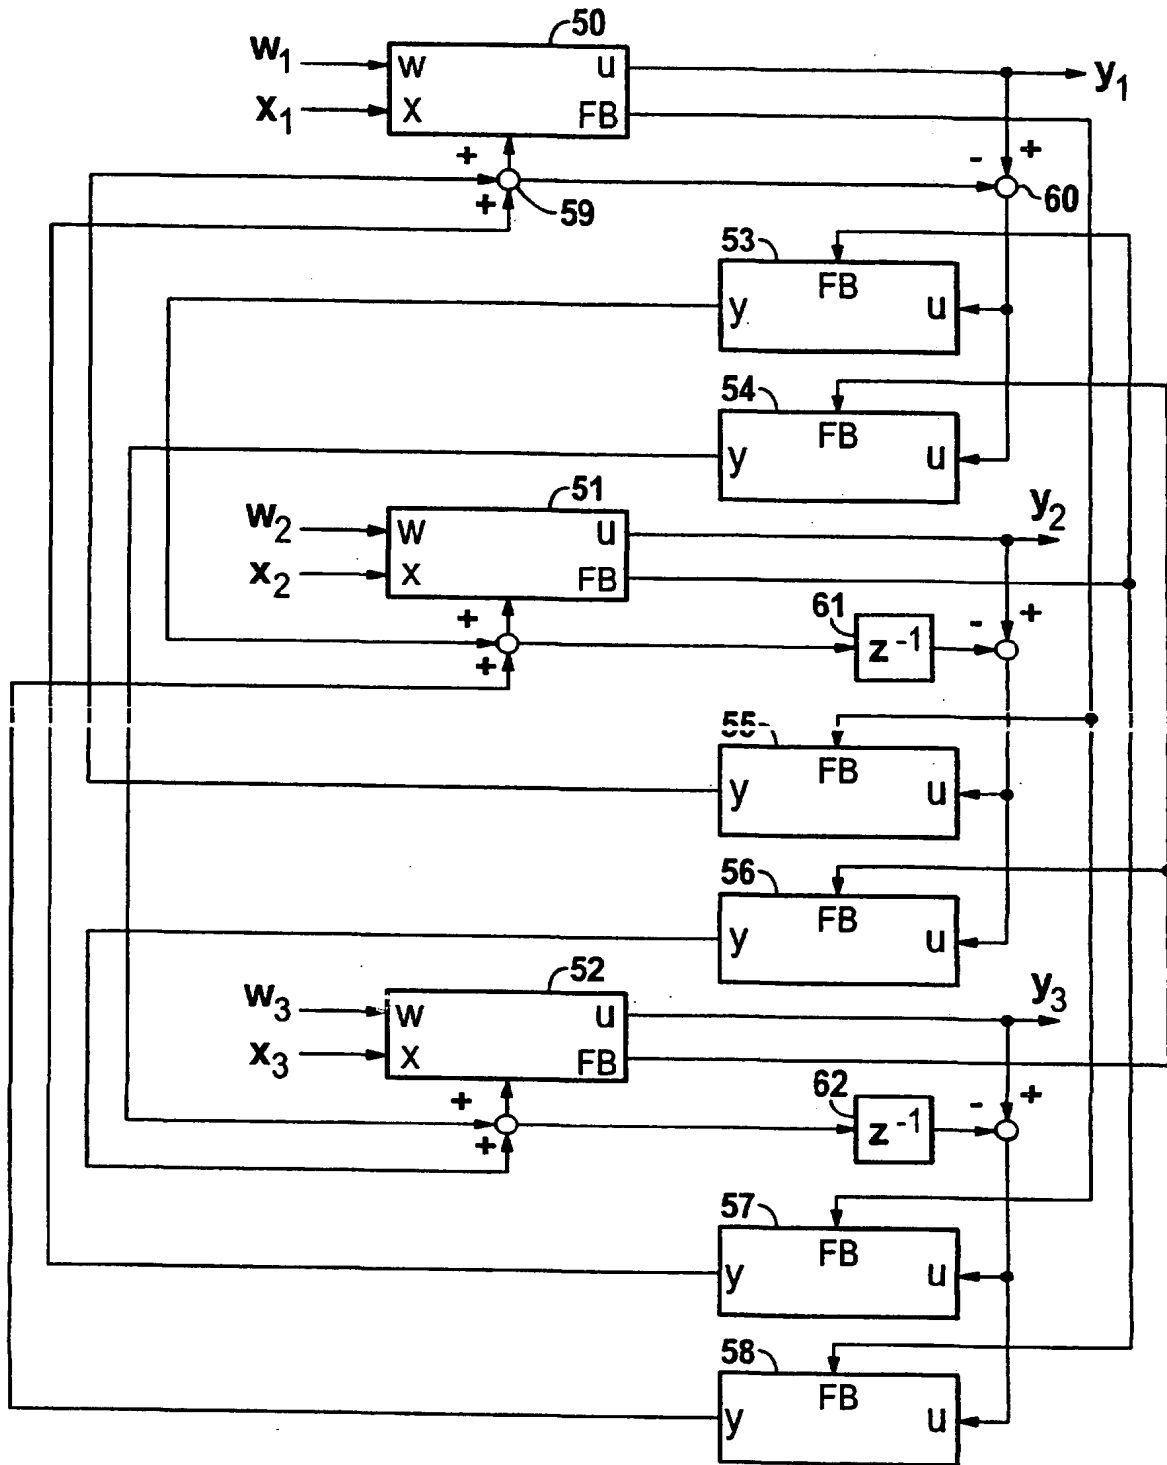 50
w1 w u y1
x1 x FB
+ - +
+ 59 60
53
FB
y u
54
FB
y u
51
w2 w u y2
x2 x FB
+ 61 - +
+ z-1
55
FB
y u
56
FB
y u
52
w3 w u y3
x3 x FB
+ 62 - +
+ z-1
57
FB
y u
58
FB
y u